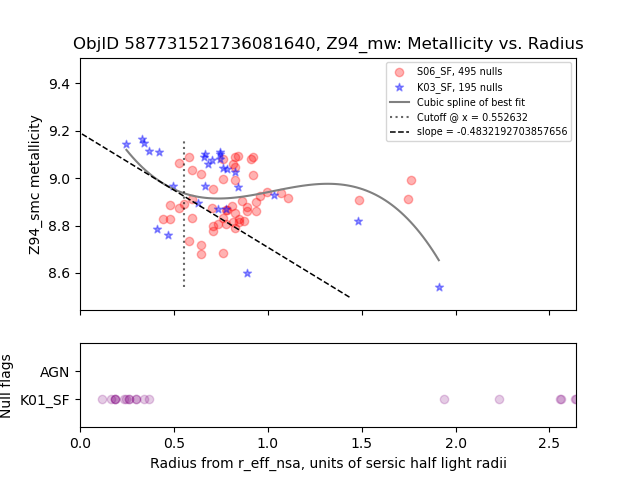 ObjID 587731521736081640, Z94_mw: Metallicity vs. Radius
S06_SF, 495 nulls
K03_SF, 195 nulls
Cubic spline of best fit
Cutoff @ x = 0.552632
slope = -0.4832192703857656
9.4
9.2
9.0
8.8
8.6
Z94_smc metallicity
AGN
K01_SF
Null flags
0.0 0.5 1.0 1.5 2.0 2.5
Radius from r_eff_nsa, units of sersic half light radii